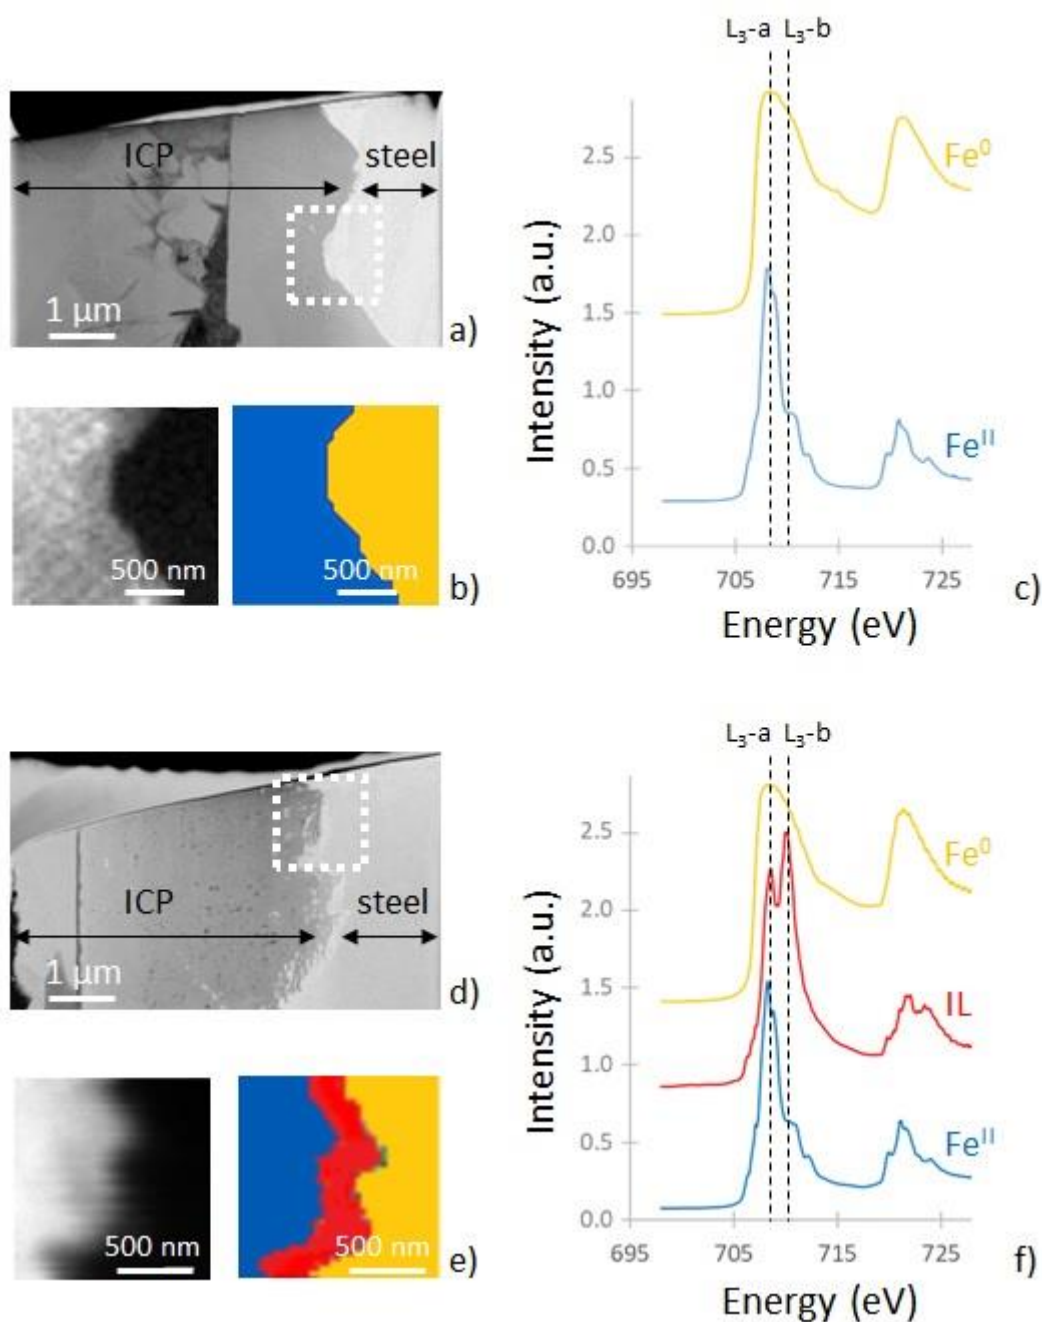 L₃-a L₃-b
ICP
steel
1 µm
a)
500 nm
500 nm
b)
Intensity (a.u.)
2.5
2.0
1.5
1.0
0.5
0.0
695
705
715
725
Energy (eV)
Fe⁰
Feᴵᴵ
c)
ICP
steel
1 µm
d)
500 nm
500 nm
e)
L₃-a L₃-b
Intensity (a.u.)
2.5
2.0
1.5
1.0
0.5
0.0
695
705
715
725
Energy (eV)
Fe⁰
IL
Feᴵᴵ
f)